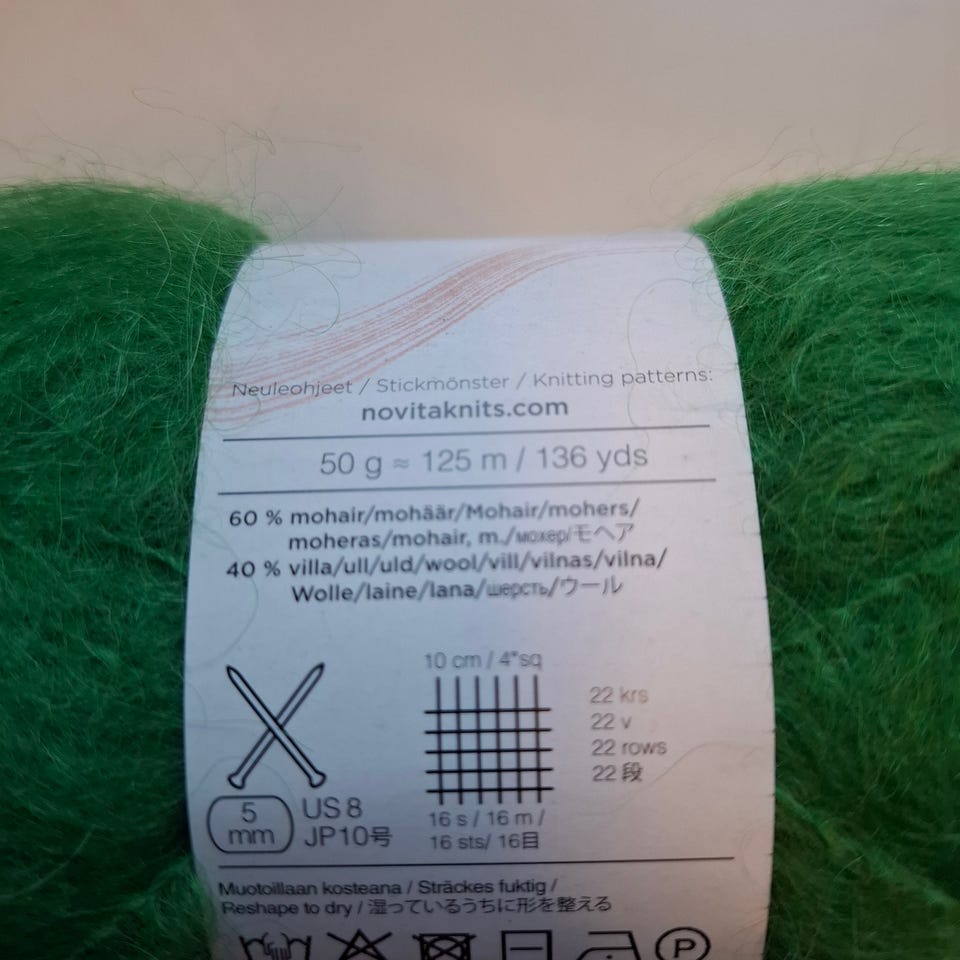 Neuleohjeet / Stickmönster / Knitting patterns:
novitaknits.com
50 g ≈ 125 m / 136 yds
60 % mohair/mohäär/Mohair/mohers/
moheras/mohair, m./мохер/モヘア
40 % villa/ull/uld/wool/vill/vilnas/vilna/
Wolle/laine/lana/шерсть/ウール
10 cm / 4"sq
22 krs
22 v
22 rows
22 段
5
mm
US 8
JP10号
16 s / 16 m /
16 sts/ 16目
Muotoillaan kosteana / Sträckes fuktig /
Reshape to dry / 湿っているうちに形を整える
P